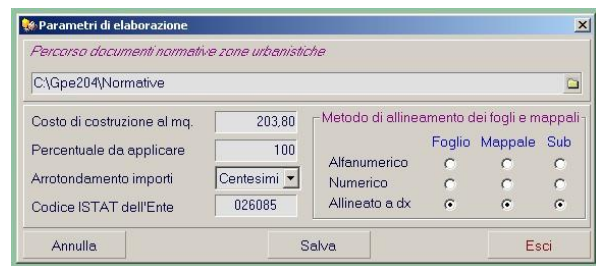 Parametri di elaborazione
Percorso documenti normative zone urbanistiche
C:\Gpe204\Normative
Costo di costruzione al mq. 203,80
Percentuale da applicare 100
Arrotondamento importi Centesimi
Codice ISTAT dell'Ente 026085
Metodo di allineamento dei fogli e mappali
Foglio Mappale Sub
Alfanumerico
Numerico
Allineato a dx
Annulla Salva Esci